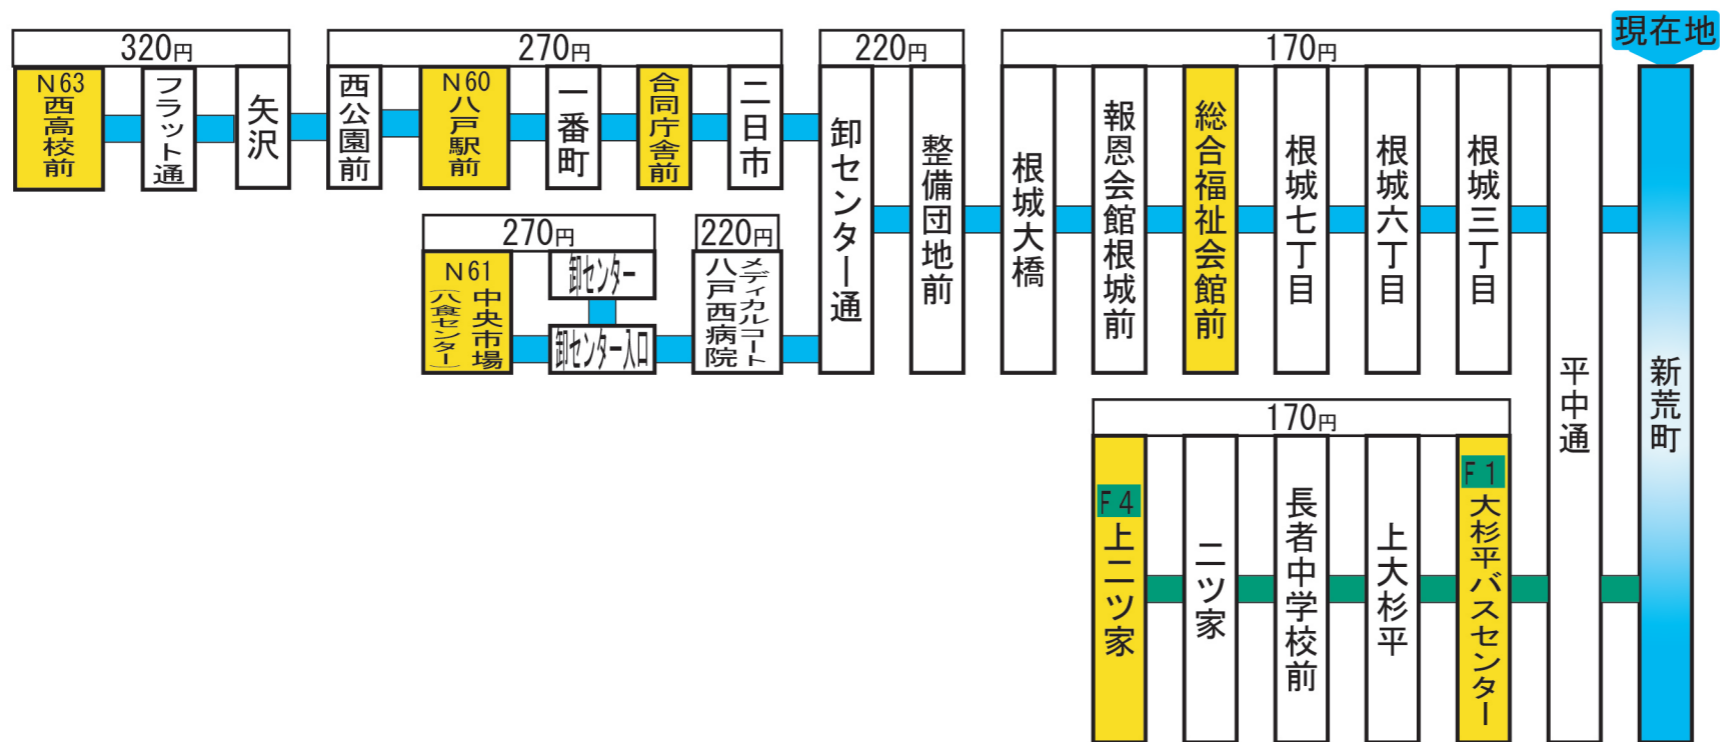 現在地
320円
270円
220円
170円
N63
西高校前
フラット通
矢沢
西公園前
N60
八戸駅前
一番町
合同庁舎前
二日市
卸センター通
整備団地前
根城大橋
報恩会館根城前
総合福祉会館前
根城七丁目
根城六丁目
根城三丁目
平中通
新荒町
270円
220円
N61
中央市場
(八食センター)
卸センター
卸センター入口
メディカルコート
八戸西病院
170円
F4
上二ツ家
二ツ家
長者中学校前
上大杉平
F1
大杉平バスセンター